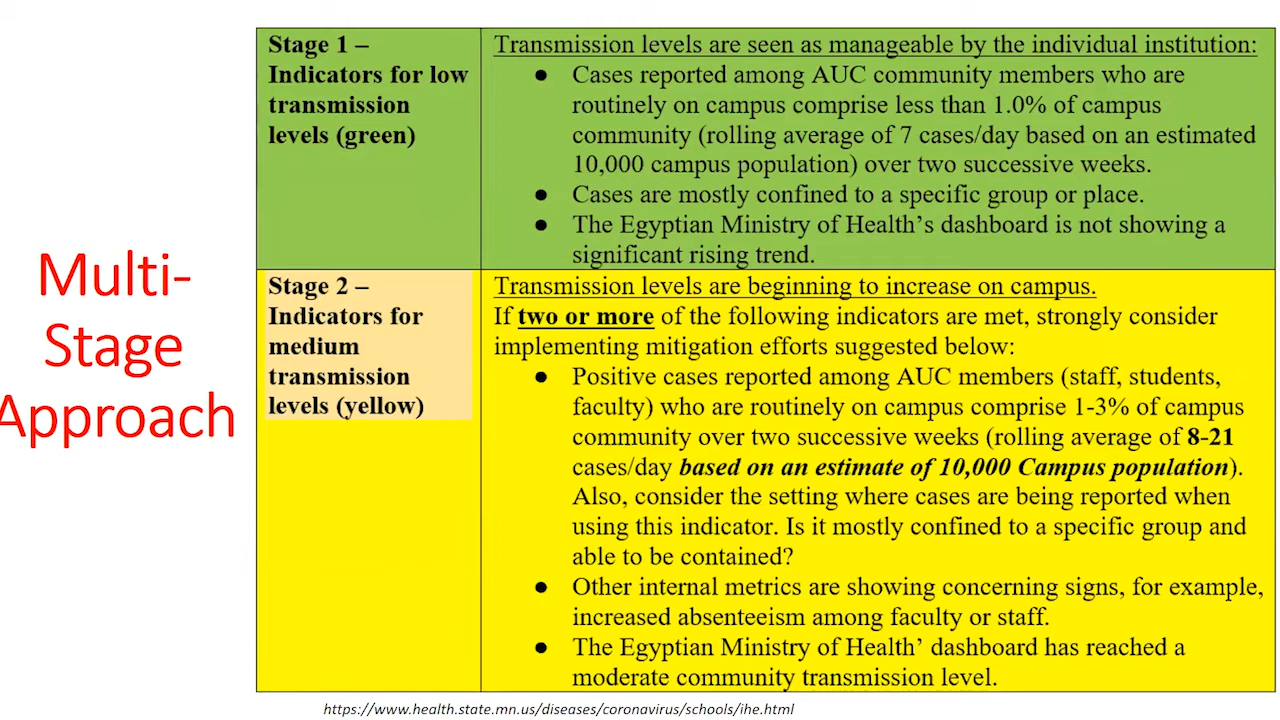 Multi-
Stage
Approach
Stage 1 –
Indicators for low
transmission
levels (green)
Transmission levels are seen as manageable by the individual institution:
● Cases reported among AUC community members who are
routinely on campus comprise less than 1.0% of campus
community (rolling average of 7 cases/day based on an estimated
10,000 campus population) over two successive weeks.
● Cases are mostly confined to a specific group or place.
● The Egyptian Ministry of Health’s dashboard is not showing a
significant rising trend.
Stage 2 –
Indicators for
medium
transmission
levels (yellow)
Transmission levels are beginning to increase on campus.
If two or more of the following indicators are met, strongly consider
implementing mitigation efforts suggested below:
● Positive cases reported among AUC members (staff, students,
faculty) who are routinely on campus comprise 1-3% of campus
community over two successive weeks (rolling average of 8-21
cases/day based on an estimate of 10,000 Campus population).
Also, consider the setting where cases are being reported when
using this indicator. Is it mostly confined to a specific group and
able to be contained?
● Other internal metrics are showing concerning signs, for example,
increased absenteeism among faculty or staff.
● The Egyptian Ministry of Health’ dashboard has reached a
moderate community transmission level.
https://www.health.state.mn.us/diseases/coronavirus/schools/ihe.html